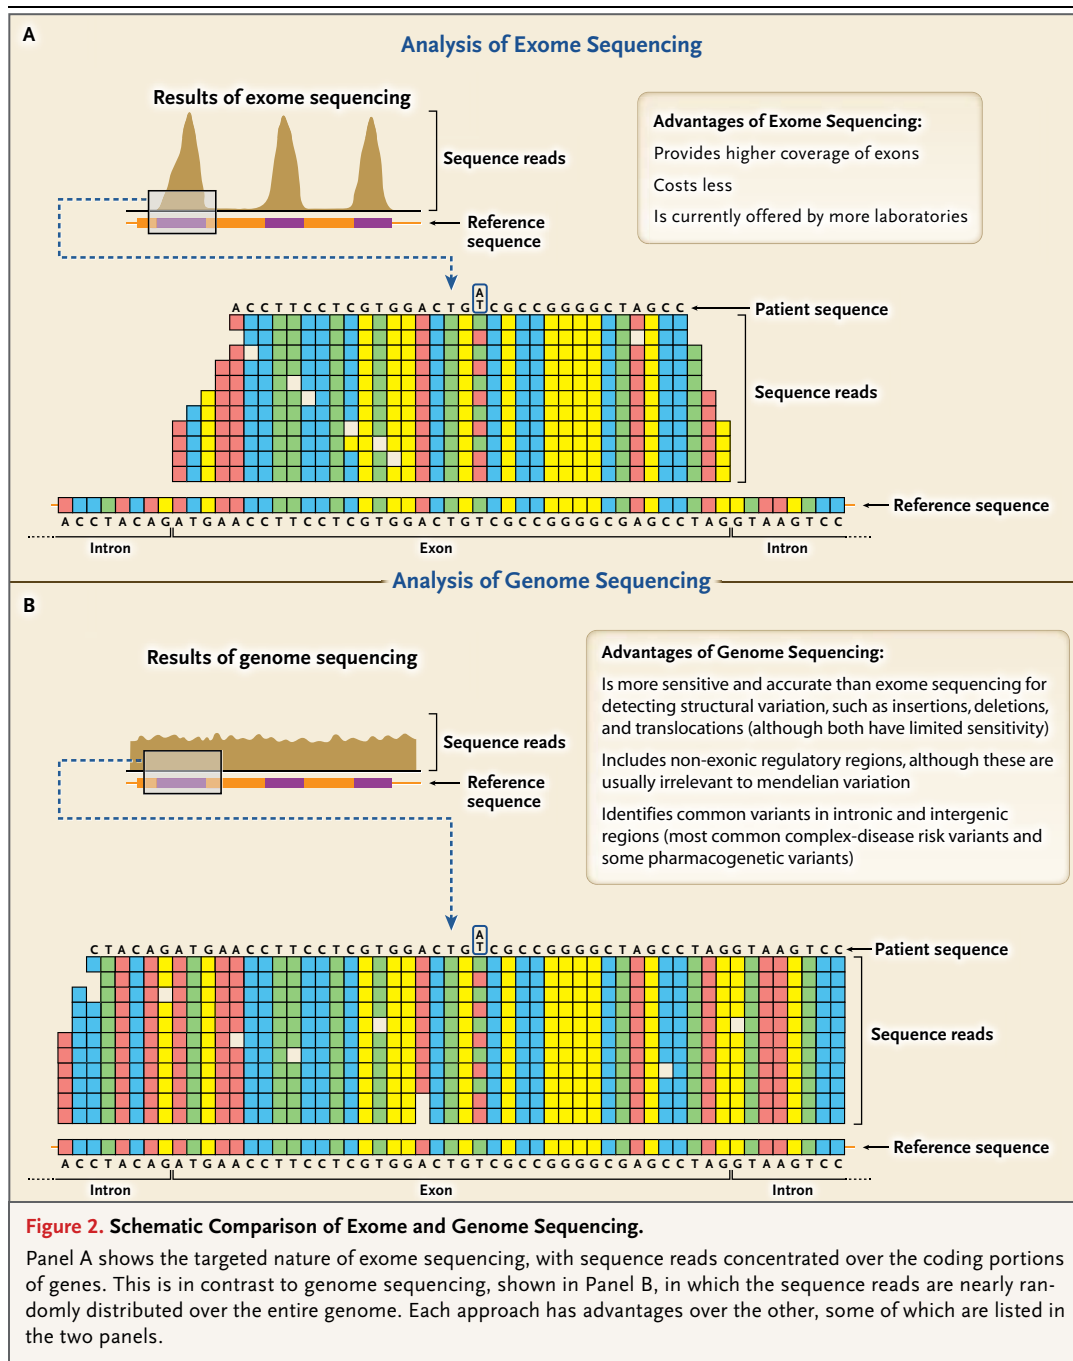 A
Analysis of Exome Sequencing
Results of exome sequencing
Sequence reads
Reference
sequence
Advantages of Exome Sequencing:
Provides higher coverage of exons
Costs less
Is currently offered by more laboratories
A
A C C T T C C T C G T G G A C T G T C G C C G G G G C T A G C C
Patient sequence
Sequence reads
Reference sequence
A C C T A C A G A T G A A C C T T C C T C G T G G A C T G T C G C C G G G G C G A G C C T A G G T A A G T C C
Intron
Exon
Intron
Analysis of Genome Sequencing
B
Results of genome sequencing
Sequence reads
Reference
sequence
Advantages of Genome Sequencing:
Is more sensitive and accurate than exome sequencing for
detecting structural variation, such as insertions, deletions,
and translocations (although both have limited sensitivity)
Includes non-exonic regulatory regions, although these are
usually irrelevant to mendelian variation
Identifies common variants in intronic and intergenic
regions (most common complex-disease risk variants and
some pharmacogenetic variants)
A
C T A C A G A T G A A C C T T C C T C G T G G A C T G T C G C C G G G G C T A G C C T A G G T A A G T C C
Patient sequence
Sequence reads
Reference sequence
A C C T A C A G A T G A A C C T T C C T C G T G G A C T G T C G C C G G G G C G A G C C T A G G T A A G T C C
Intron
Exon
Intron
Figure 2. Schematic Comparison of Exome and Genome Sequencing.
Panel A shows the targeted nature of exome sequencing, with sequence reads concentrated over the coding portions
of genes. This is in contrast to genome sequencing, shown in Panel B, in which the sequence reads are nearly ran-
domly distributed over the entire genome. Each approach has advantages over the other, some of which are listed in
the two panels.